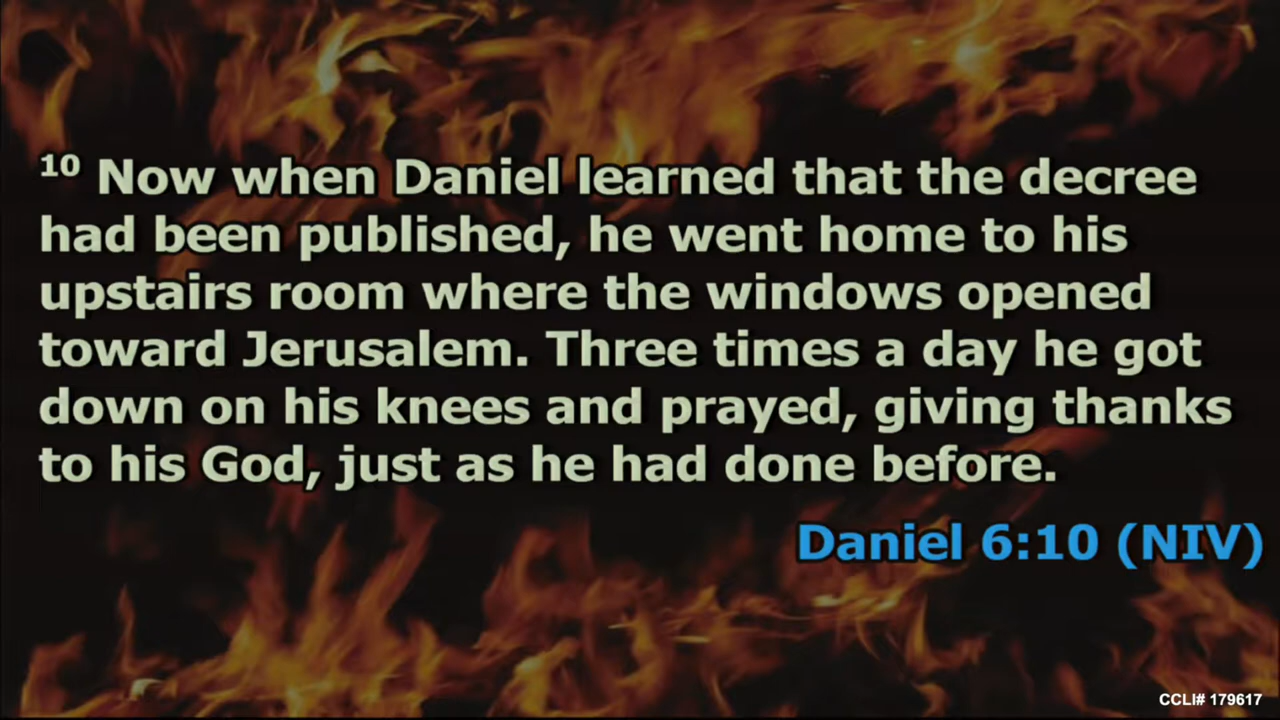 10 Now when Daniel learned that the decree
had been published, he went home to his
upstairs room where the windows opened
toward Jerusalem. Three times a day he got
down on his knees and prayed, giving thanks
to his God, just as he had done before.
Daniel 6:10 (NIV)
CCLI# 179617